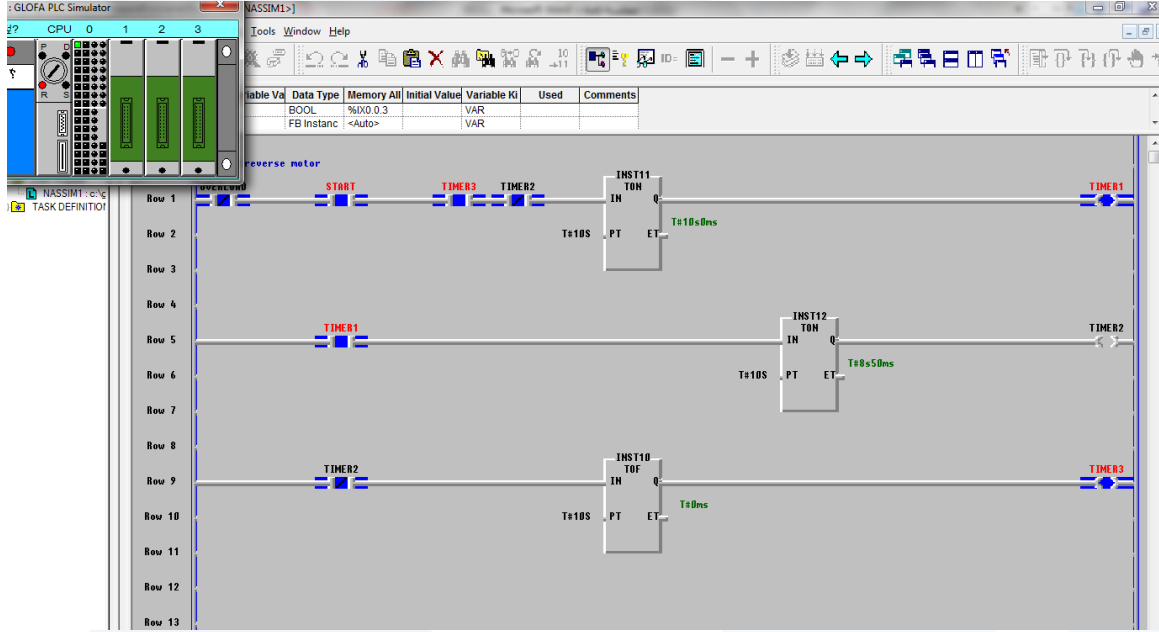 : GLOFA PLC Simulator
NASSIM1>]
CPU 0 1 2 3
Tools Window Help
P D
R S
riable Va Data Type Memory All Initial Value Variable Ki Used Comments
BOOL %IX0.0.3 VAR
FB Instanc <Auto> VAR
reverse motor
NASSIM1 : c:\g
TASK DEFINITIOI
INST11
OVERLOAD START TIMER3 TIMER2 TON TIMER1
Row 1 IN Q
T#10s0ms
Row 2 T#10S PT ET
Row 3
Row 4
INST12
TIMER1 TON TIMER2
Row 5 IN Q
T#8s50ms
Row 6 T#10S PT ET
Row 7
Row 8
INST10
TIMER2 TOF TIMER3
Row 9 IN Q
T#0ms
Row 10 T#10S PT ET
Row 11
Row 12
Row 13